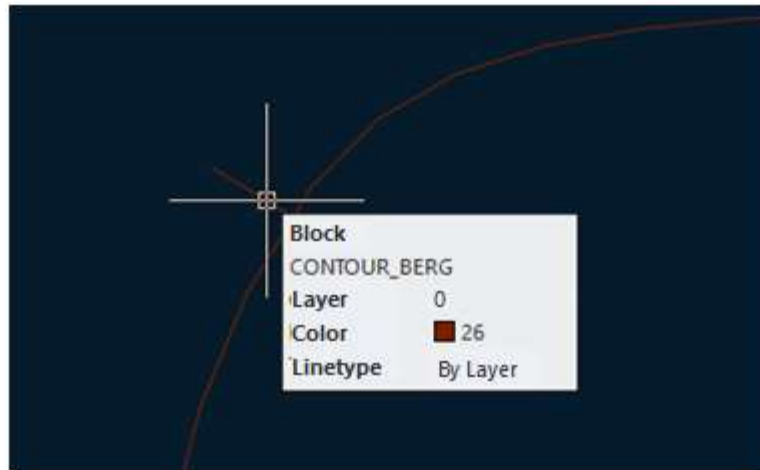 Block
CONTOUR_BERG
Layer 0
Color 26
Linetype By Layer